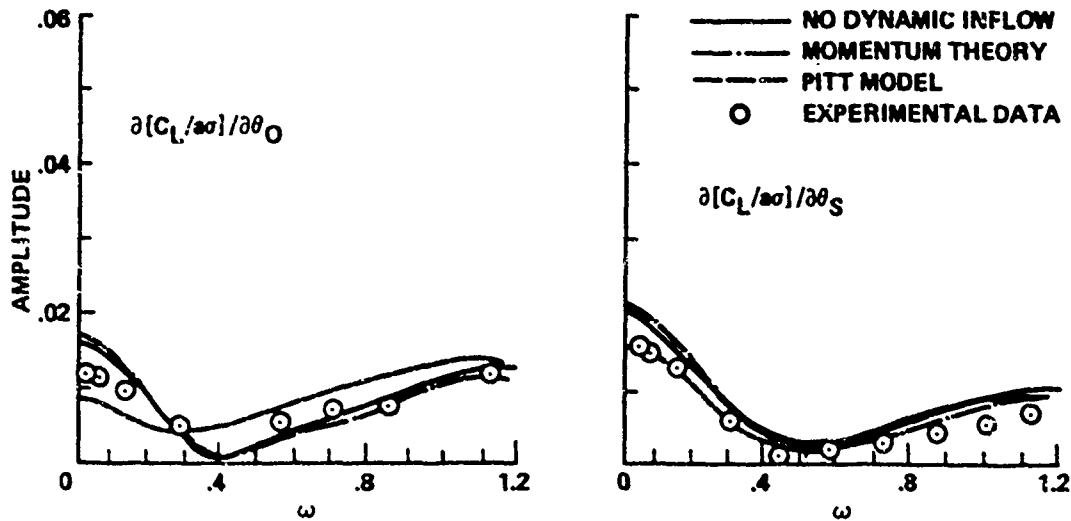 .06
.04
.02
0
.4
.8
1.2
AMPLITUDE
∂[C_L/aσ]/∂θ_O
ω
NO DYNAMIC INFLOW
MOMENTUM THEORY
PITT MODEL
EXPERIMENTAL DATA
∂[C_L/aσ]/∂θ_S
0
.4
.8
1.2
ω